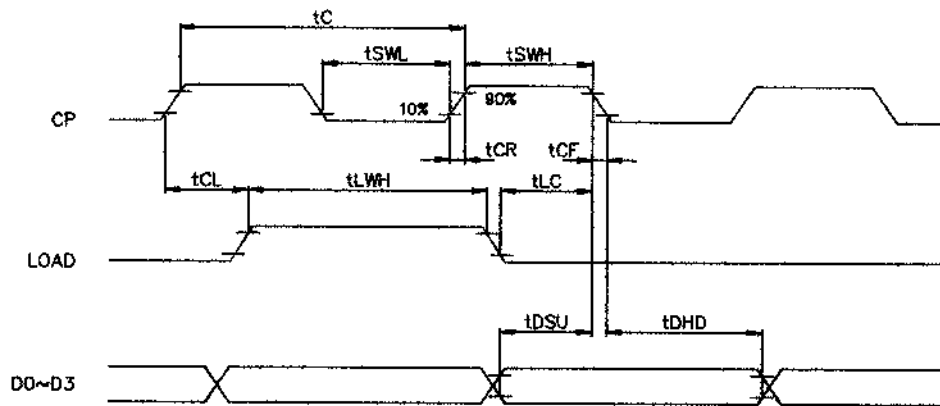 tC
tSWL
tSWH
CP
10%
90%
tCR
tCF
tCL
tLWH
tLC
LOAD
tDSU
tDHD
D0~D3